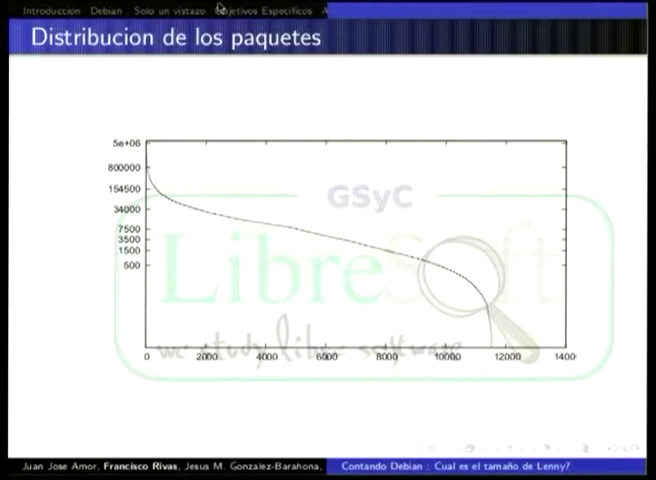 Introduccion Debian : Solo un vistazo Objetivos Especificos A
Distribucion de los paquetes
5e+06
800000
154500
34000
7500
3500
1500
500
0 2000 4000 6000 8000 10000 12000 1400
GSyC
LibreSoft
we study libre software
Juan Jose Amor, Francisco Rivas, Jesus M. Gonzalez-Barahona, Contando Debian : Cual es el tamaño de Lenny?